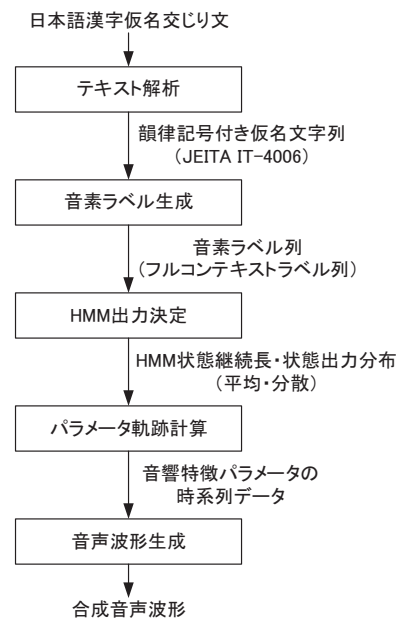 日本語漢字仮名交じり文
テキスト解析
韻律記号付き仮名文字列
（JEITA IT-4006）
音素ラベル生成
音素ラベル列
（フルコンテキストラベル列）
HMM出力決定
HMM状態継続長・状態出力分布
（平均・分散）
パラメータ軌跡計算
音響特徴パラメータの
時系列データ
音声波形生成
合成音声波形